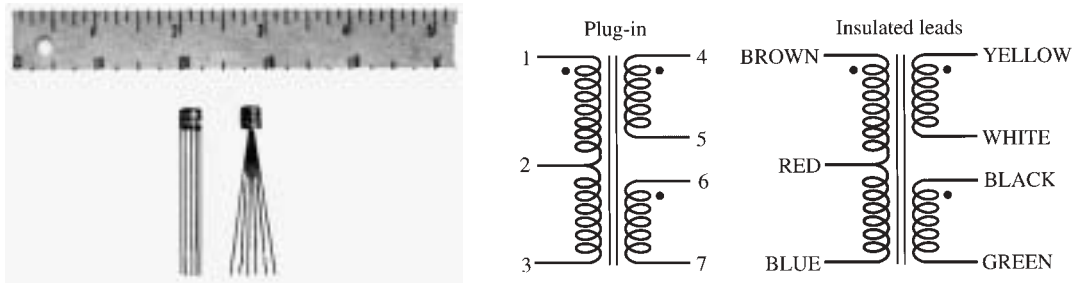 Plug-in
1
4
5
2
6
3
7
Insulated leads
BROWN
YELLOW
WHITE
RED
BLACK
BLUE
GREEN